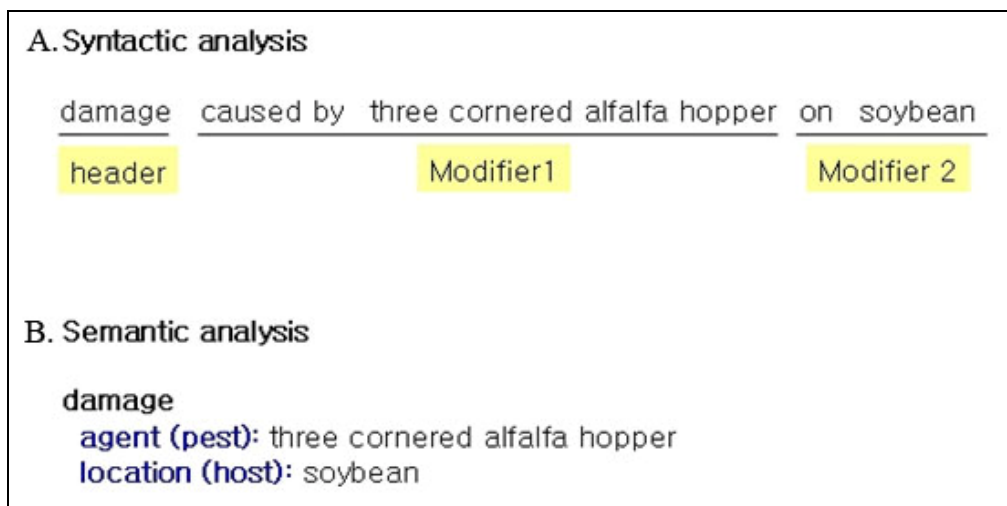 A. Syntactic analysis
damage caused by three cornered alfalfa hopper on soybean
header Modifier1 Modifier 2
B. Semantic analysis
damage
agent (pest): three cornered alfalfa hopper
location (host): soybean